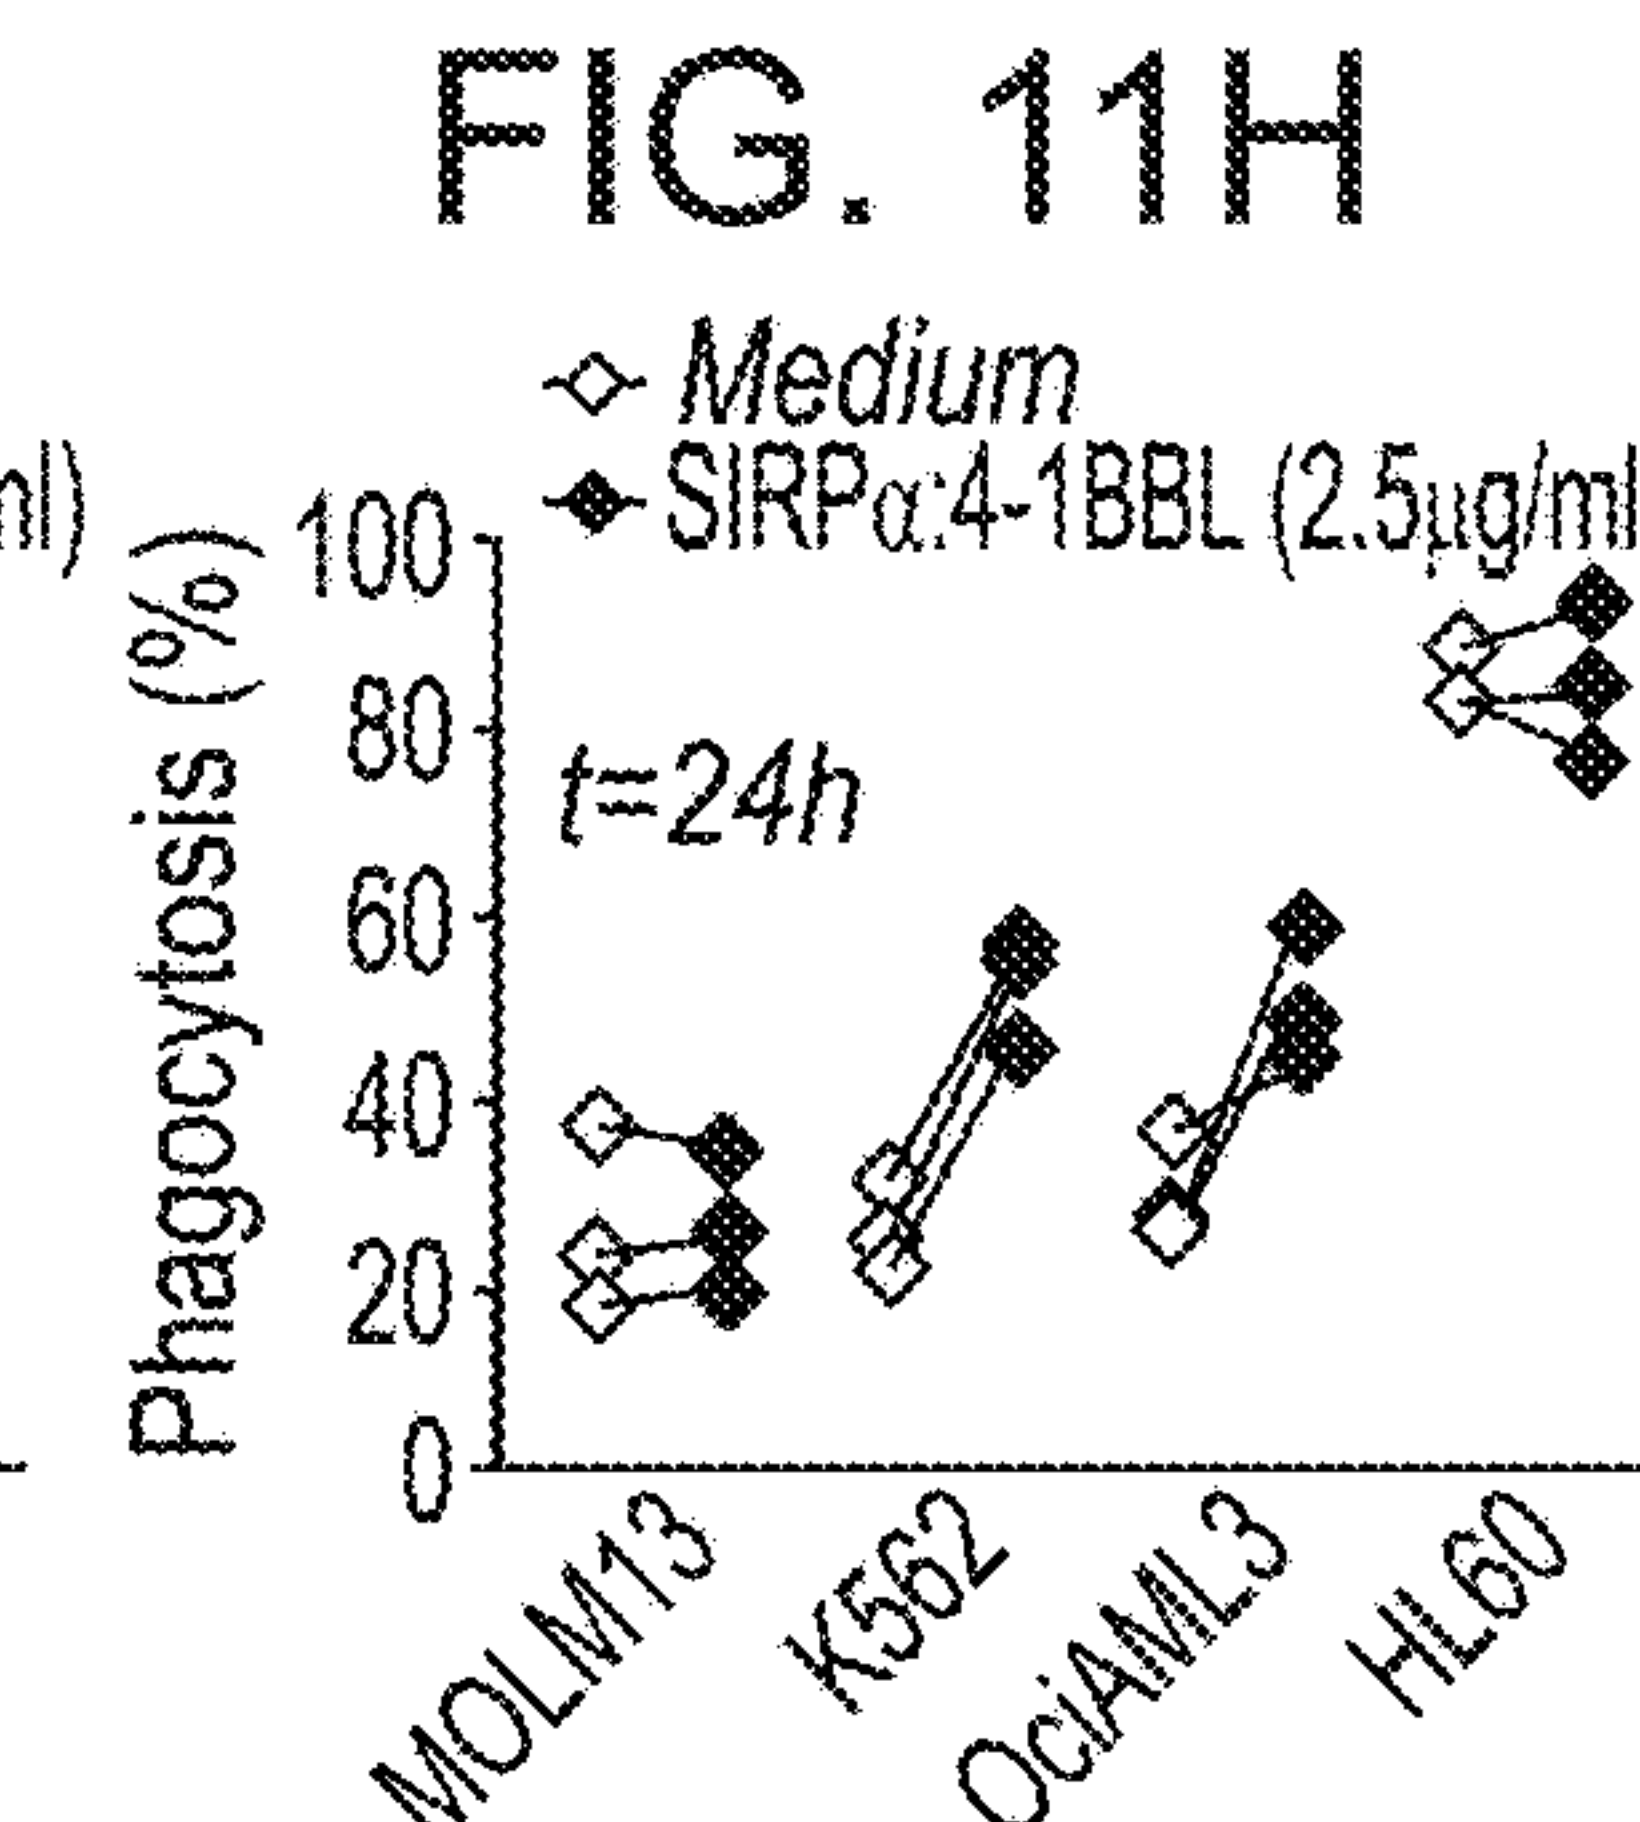 FIG. 11H
Medium
SIRPα:4-1BBL (2.5µg/ml
ml)
Phagocytosis (%)
100
80
60
40
20
0
t=24h
MOLM13
K562
OciAML3
HL60